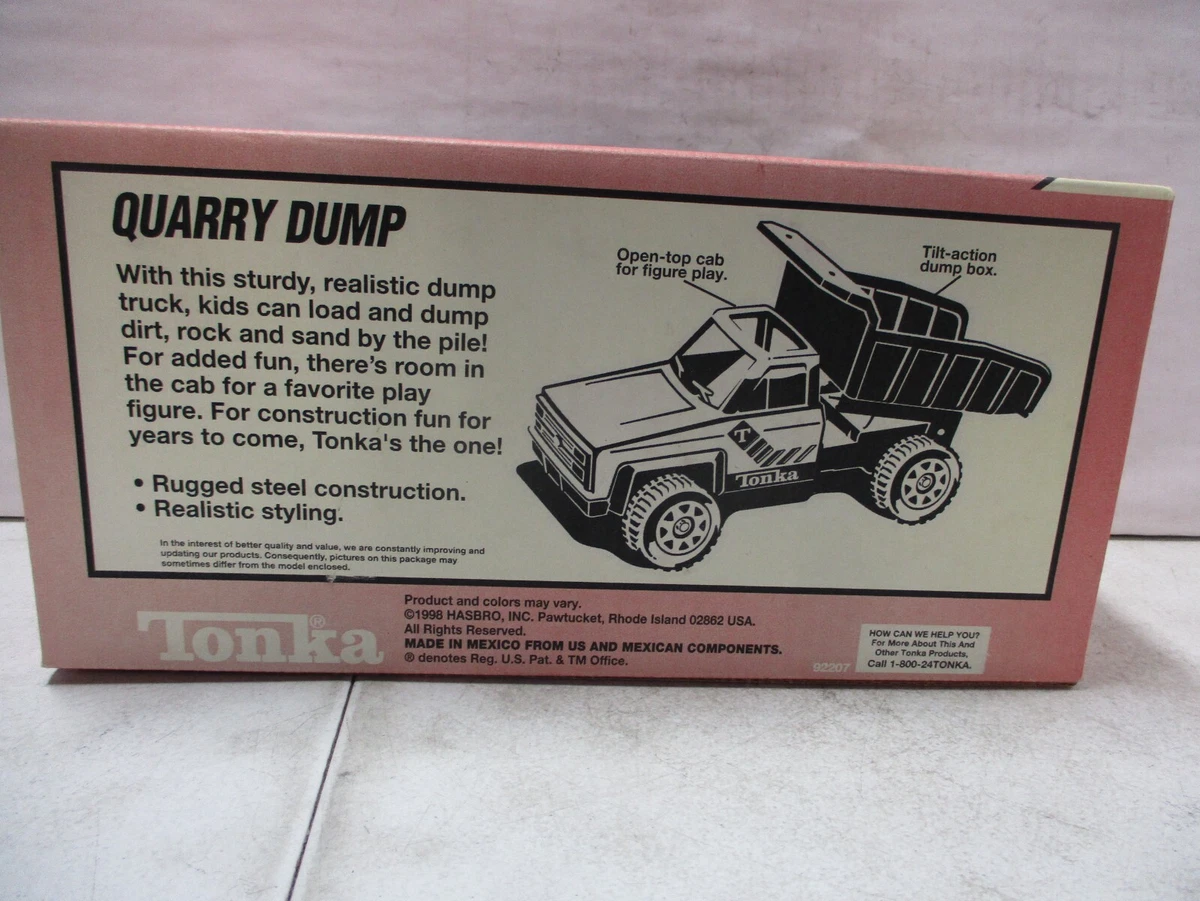 QUARRY DUMP
With this sturdy, realistic dump
truck, kids can load and dump
dirt, rock and sand by the pile!
For added fun, there's room in
the cab for a favorite play
figure. For construction fun for
years to come, Tonka's the one!
• Rugged steel construction.
• Realistic styling.
In the interest of better quality and value, we are constantly improving and
updating our products. Consequently, pictures on this package may
sometimes differ from the model enclosed.
Open-top cab
for figure play.
Tilt-action
dump box.
T
Tonka
Tonka®
Product and colors may vary.
©1998 HASBRO, INC. Pawtucket, Rhode Island 02862 USA.
All Rights Reserved.
MADE IN MEXICO FROM US AND MEXICAN COMPONENTS.
® denotes Reg. U.S. Pat. & TM Office.
92207
HOW CAN WE HELP YOU?
For More About This And
Other Tonka Products,
Call 1-800-24TONKA.